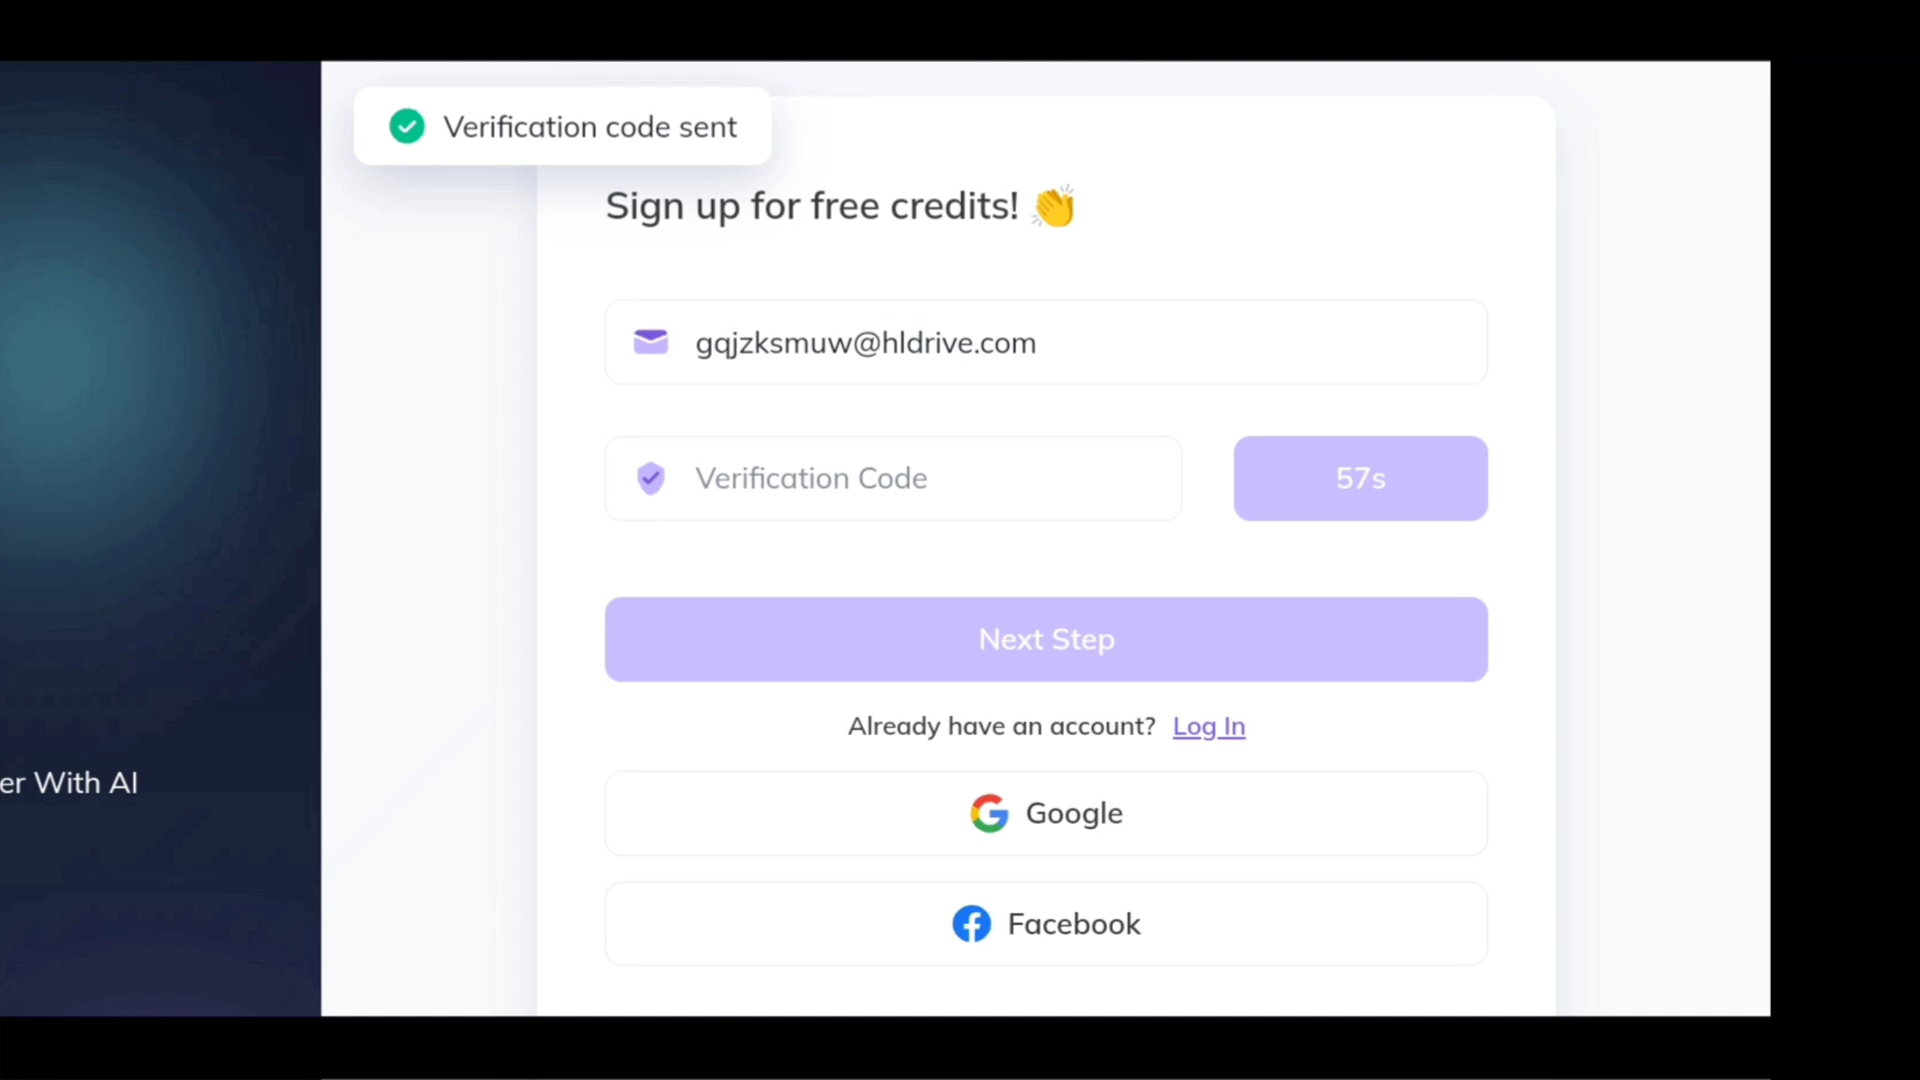 Verification code sent
Sign up for free credits! 👏
gqjzksmuw@hldrive.com
Verification Code
57s
Next Step
Already have an account? Log In
er With AI
Google
Facebook